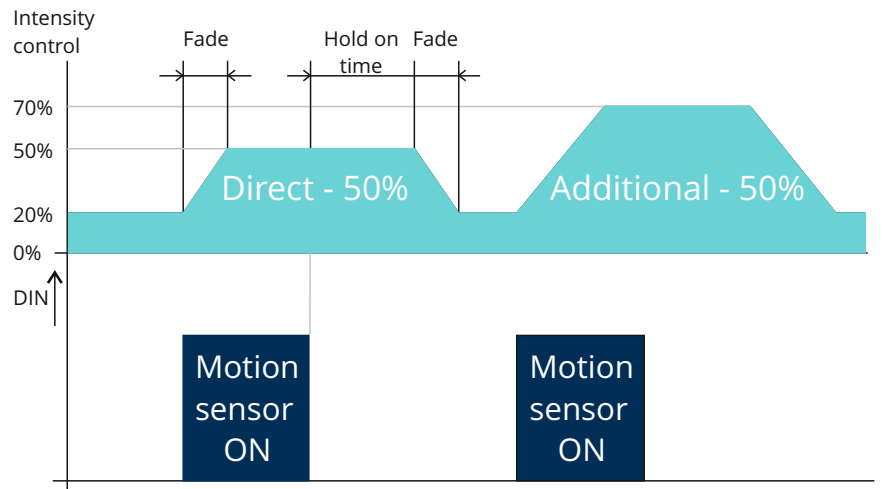 Intensity
control
Fade
Hold on
time
Fade
70%
50%
20%
0%
Direct - 50%
Additional - 50%
DIN
Motion
sensor
ON
Motion
sensor
ON